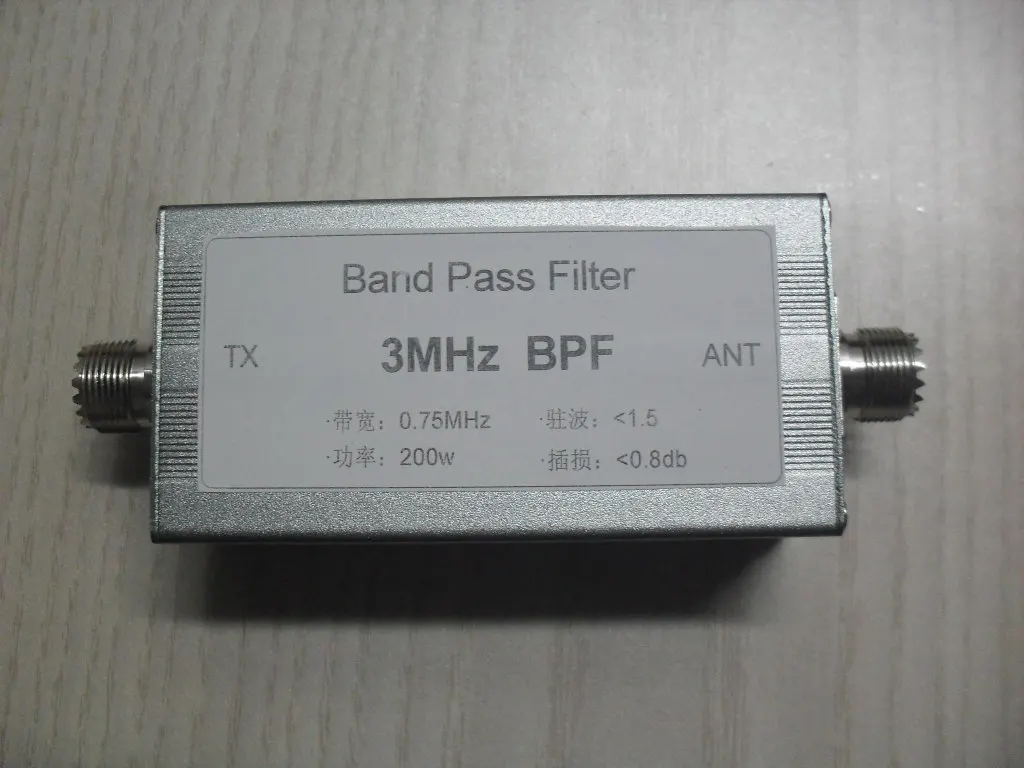 Band Pass Filter
TX 3MHz BPF ANT
·带宽：0.75MHz ·驻波：<1.5
·功率：200w ·插损：<0.8db